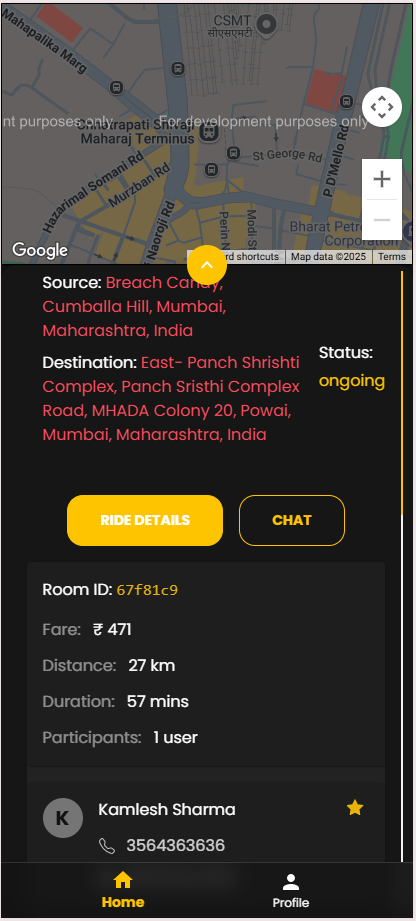 CSMT
सीएसएमटी
Mahapalika Marg
nt purposes only
For development purposes only
Chhatrapati Shivaji
Maharaj Terminus
St George Rd
P D'Mello Rd
Hazarimal Somani Rd
Murzban Rd
Naoroji Rd
Perin N
Modi St
Bharat Petro
Corporation
Google
rd shortcuts
Map data ©2025
Terms
Source: Breach Candy,
Cumballa Hill, Mumbai,
Maharashtra, India
Destination: East- Panch Shrishti
Complex, Panch Sristhi Complex
Road, MHADA Colony 20, Powai,
Mumbai, Maharashtra, India
Status:
ongoing
RIDE DETAILS
CHAT
Room ID: 67f81c9
Fare: ₹ 471
Distance: 27 km
Duration: 57 mins
Participants: 1 user
K
Kamlesh Sharma
3564363636
Home
Profile